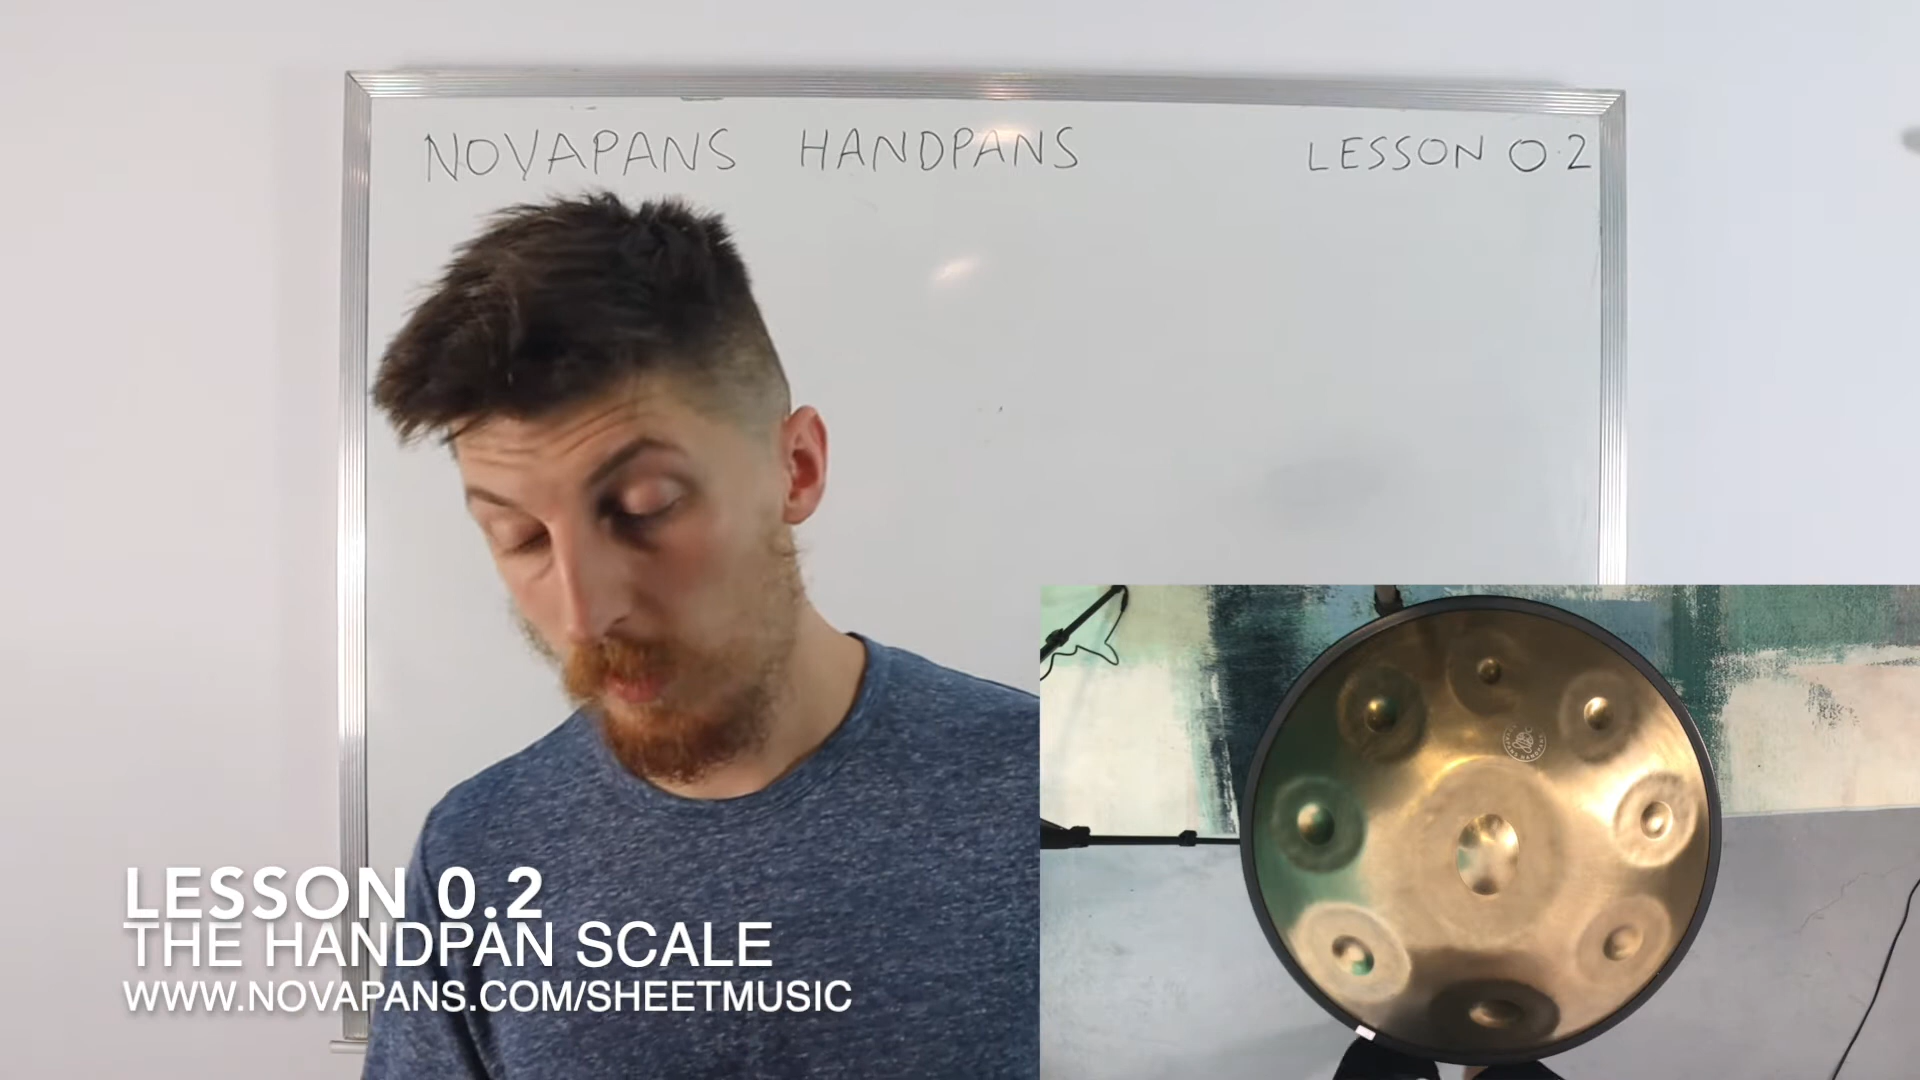 NOVAPANS HANDPANS
LESSON 0.2
LESSON 0.2
THE HANDPAN SCALE
WWW.NOVAPANS.COM/SHEETMUSIC